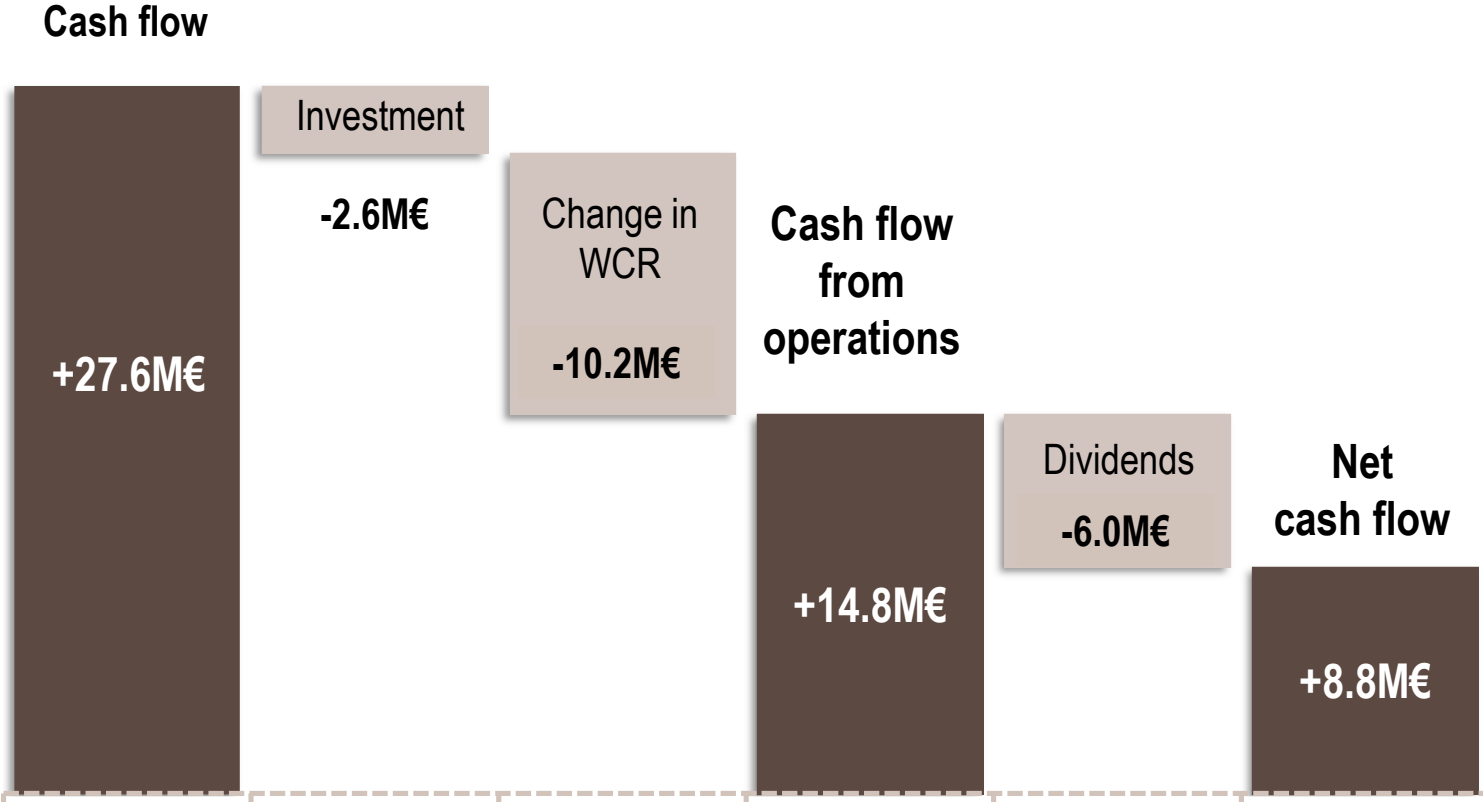 Cash flow
+27.6M€
Investment
-2.6M€
Change in
WCR
-10.2M€
Cash flow
from
operations
+14.8M€
Dividends
-6.0M€
Net
cash flow
+8.8M€